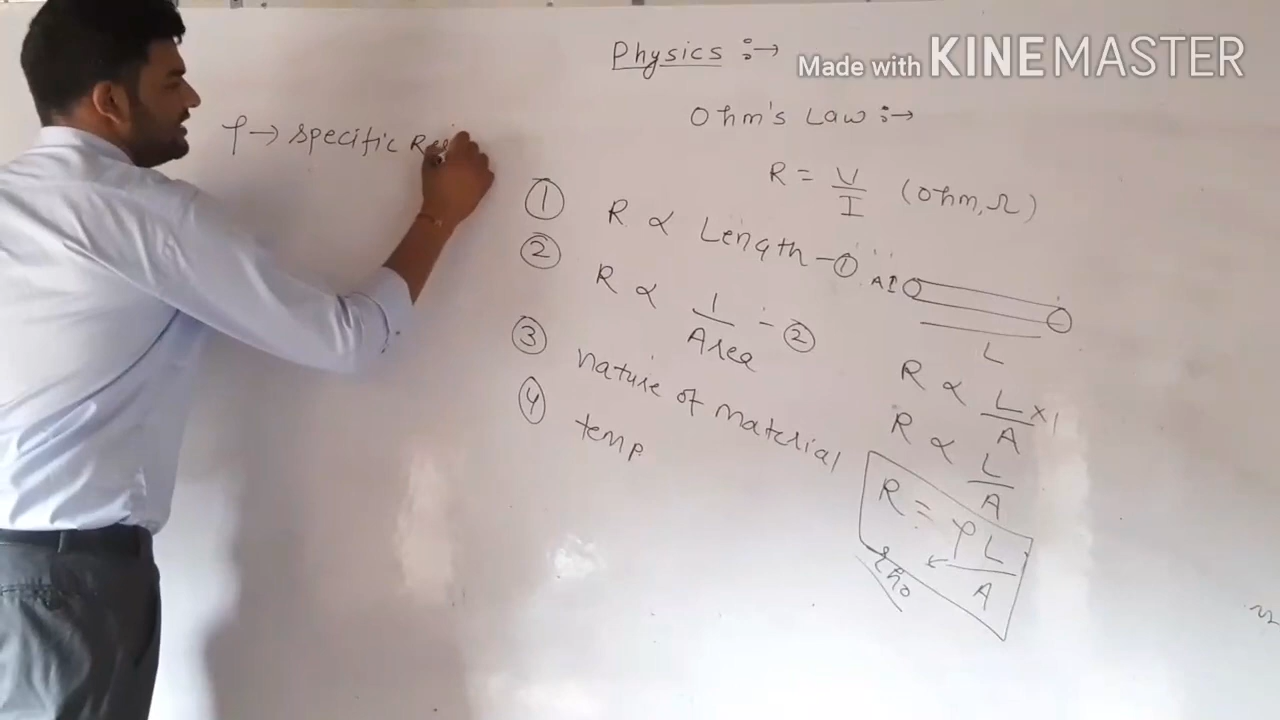 Physics :→
Made with KINEMASTER
Ohm's Law :→
ρ → specific
R = V/I (ohm, Ω)
① R ∝ Length - ①
② R ∝ 1/Area - ②
③ nature of material
④ temp
A
L
R ∝ L/A × 1
R ∝ L/A
R = ρL/A
rho